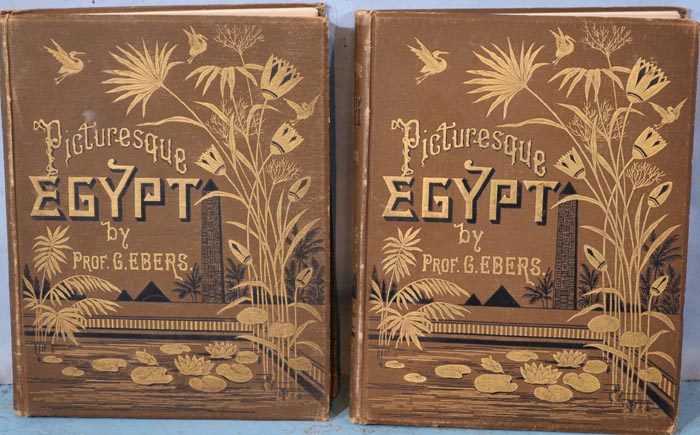 Picturesque
EGYPT
by
PROF. G. EBERS.
Picturesque
EGYPT
by
PROF. G. EBERS.